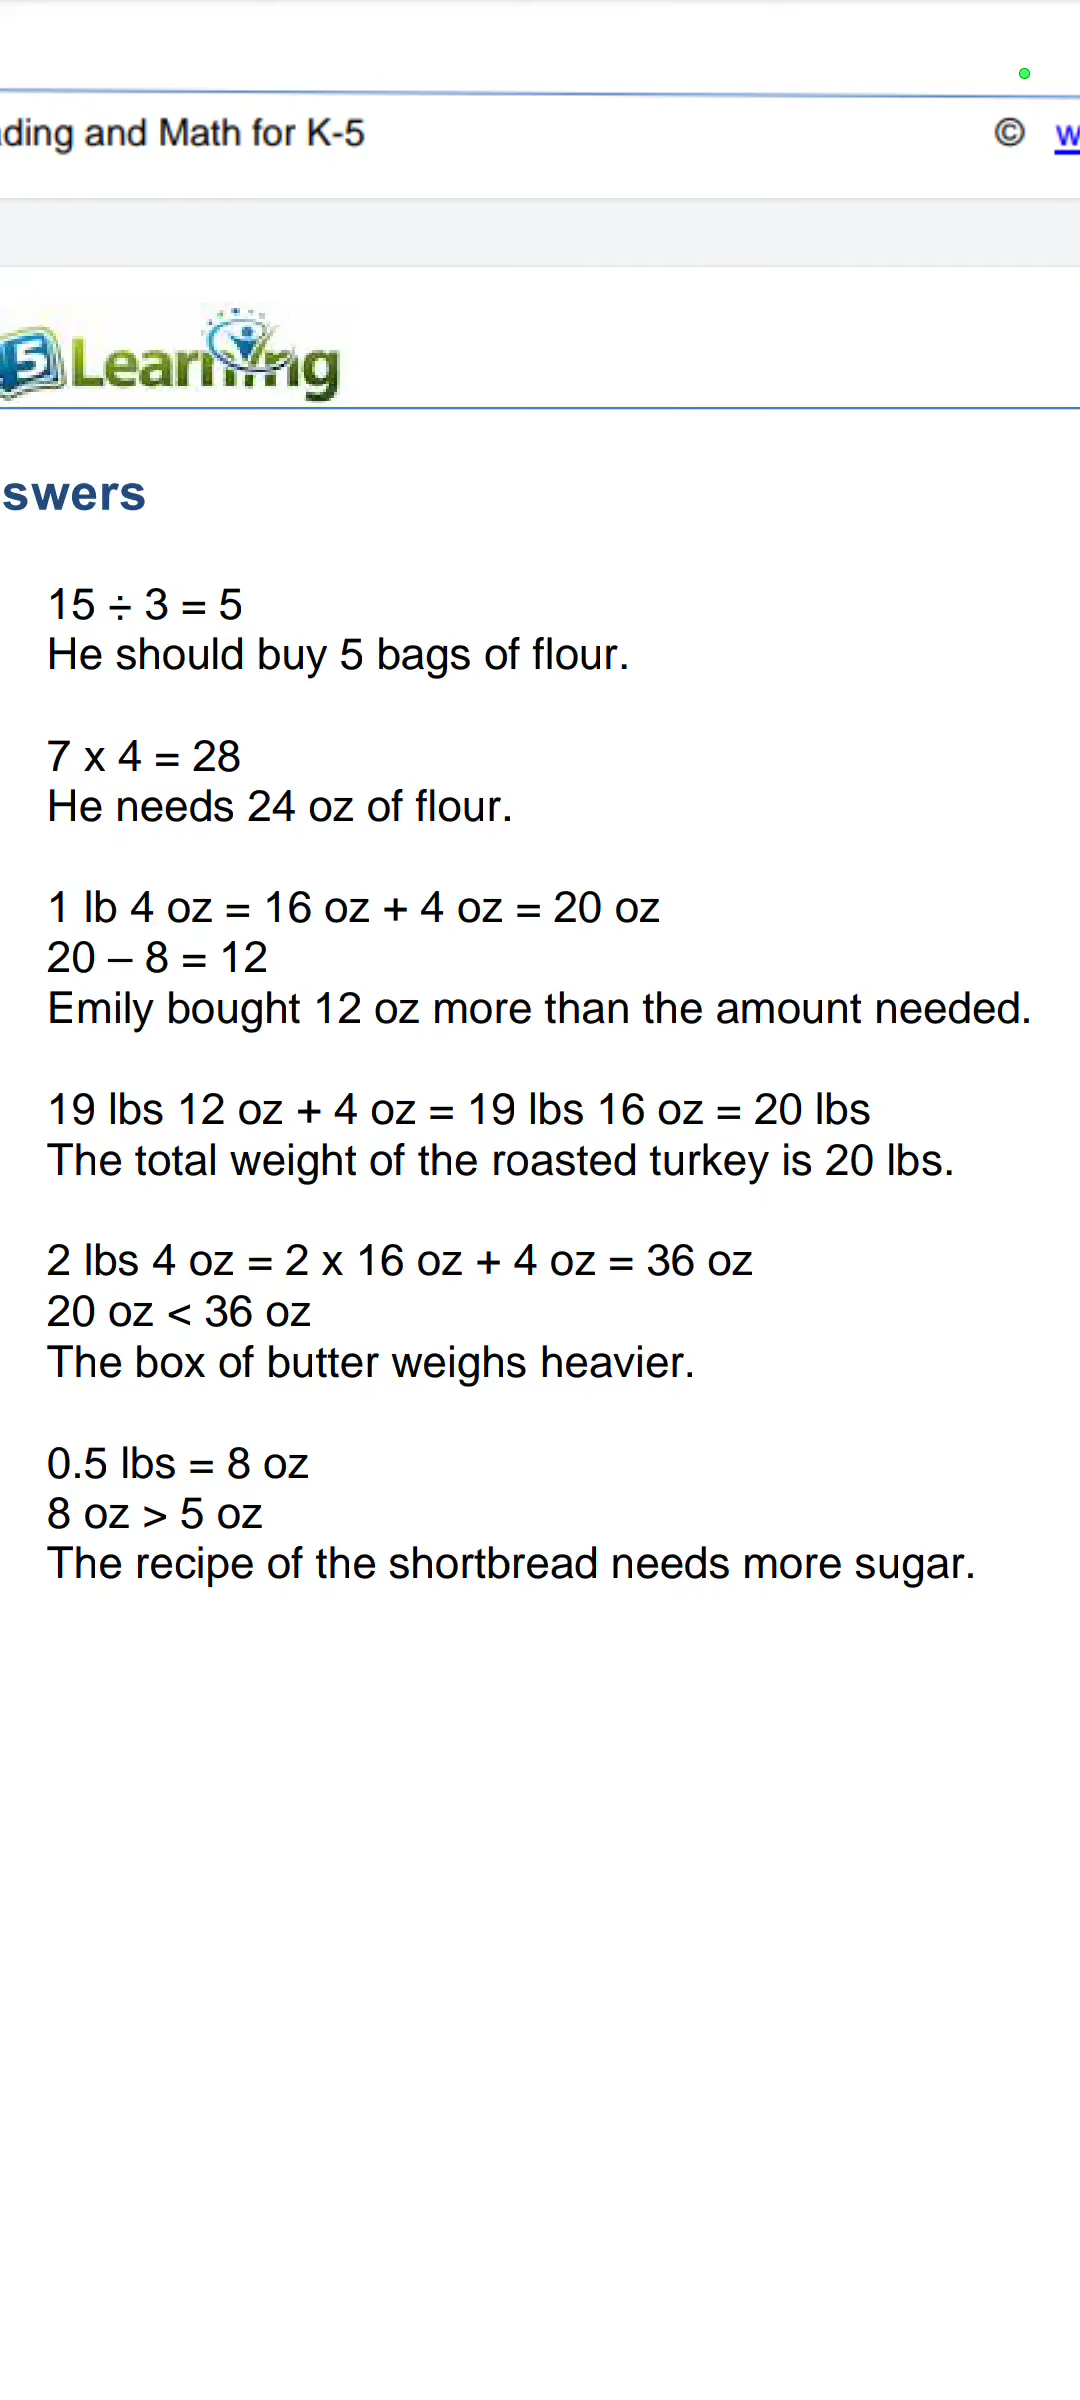 ding and Math for K-5 ©
5 Learning
swers
15 ÷ 3 = 5
He should buy 5 bags of flour.
7 x 4 = 28
He needs 24 oz of flour.
1 lb 4 oz = 16 oz + 4 oz = 20 oz
20 – 8 = 12
Emily bought 12 oz more than the amount needed.
19 lbs 12 oz + 4 oz = 19 lbs 16 oz = 20 lbs
The total weight of the roasted turkey is 20 lbs.
2 lbs 4 oz = 2 x 16 oz + 4 oz = 36 oz
20 oz < 36 oz
The box of butter weighs heavier.
0.5 lbs = 8 oz
8 oz > 5 oz
The recipe of the shortbread needs more sugar.